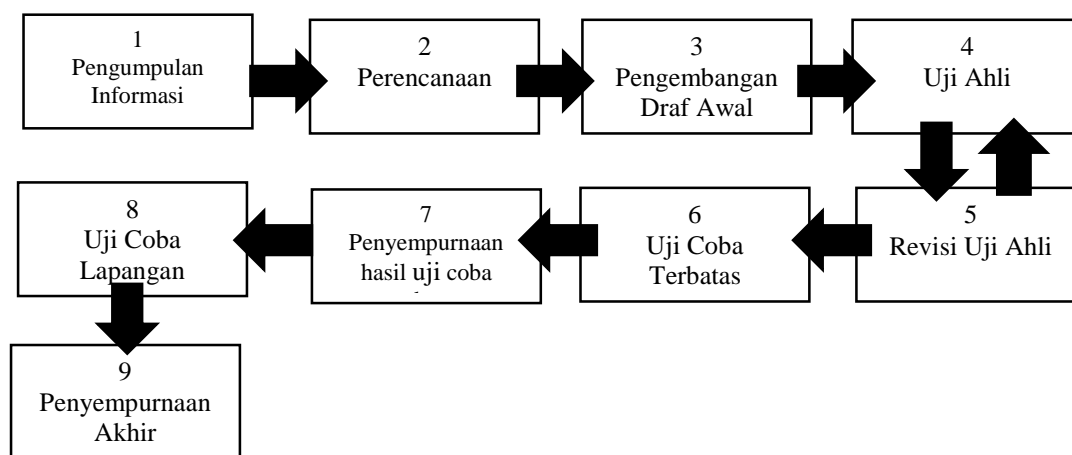 1
Pengumpulan
Informasi
2
Perencanaan
3
Pengembangan
Draf Awal
4
Uji Ahli
5
Revisi Uji Ahli
6
Uji Coba
Terbatas
7
Penyempurnaan
hasil uji coba
8
Uji Coba
Lapangan
9
Penyempurnaan
Akhir